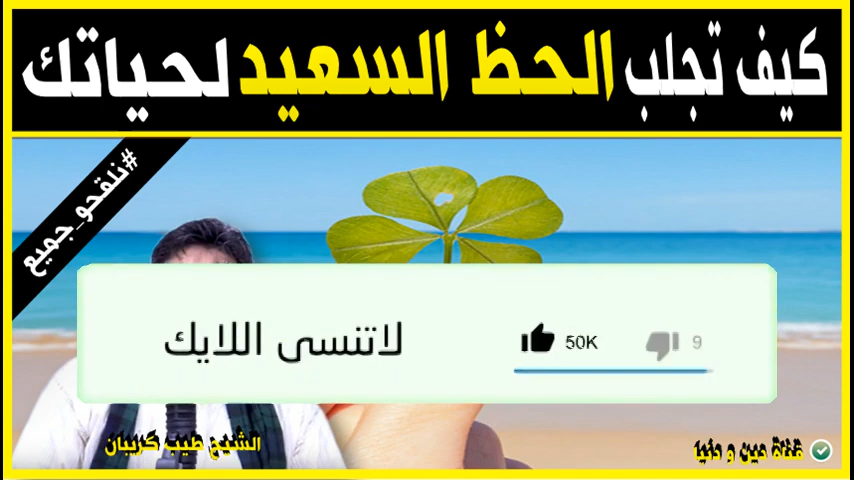 كيف تجلب الحظ السعيد لحياتك
#نلقحو_جميع
لاتنسى اللايك
50K
9
الشيخ طيب كريبان
قناة دين و دنيا